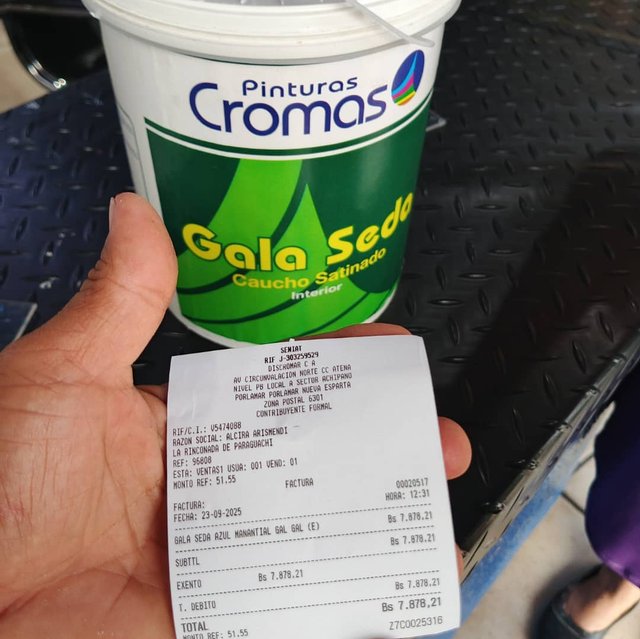 Pinturas
Cromas
Gala Seda
Caucho Satinado
Interior
SENIAT
RIF J-303259529
DISCROMAR C A
AV CIRCUNVALACION NORTE CC ATENA
NIVEL PB LOCAL A SECTOR ACHIPANO
PORLAMAR PORLAMAR NUEVA ESPARTA
ZONA POSTAL 6301
CONTRIBUYENTE FORMAL
RIF/C.I.: V5474088
RAZON SOCIAL: ALCIRA ARISMENDI
LA RINCONADA DE PARAGUACHI
REF: 96808
ESTA: VENTAS1 USUA: 001 VEND: 01
MONTO REF: 51.55
FACTURA
FACTURA: 00020517
FECHA: 23-09-2025 HORA: 12:31
GALA SEDA AZUL MANANTIAL GAL GAL (E) Bs 7.878,21
SUBTTL Bs 7.878,21
EXENTO Bs 7.878,21
T. DEBITO Bs 7.878,21
TOTAL Bs 7.878,21
MONTO REF: 51.55 Z7C0025316